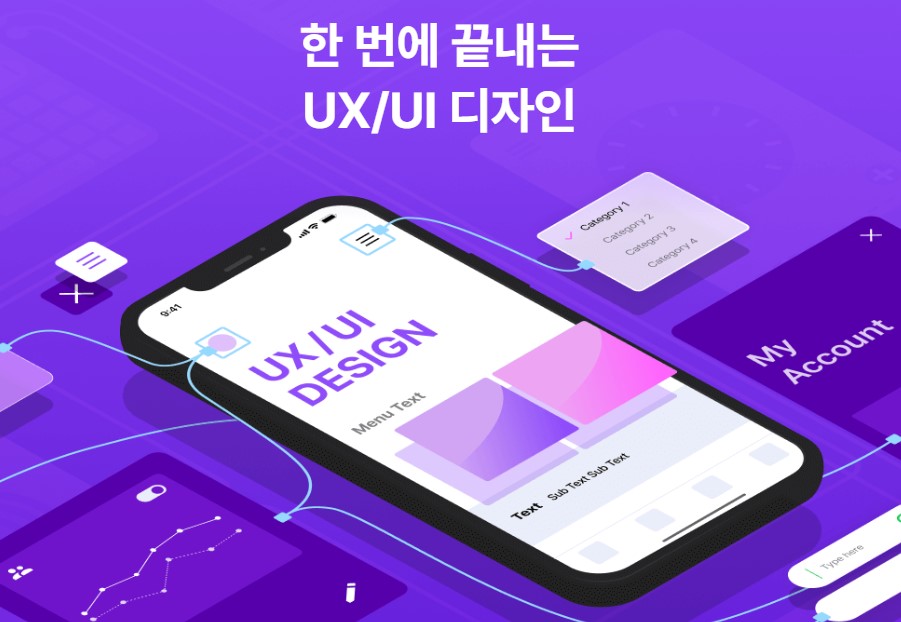 한 번에 끝내는
UX/UI 디자인
Category 1
Category 2
Category 3
Category 4
9:41
UX/UI
DESIGN
My
Account
Menu Text
Text Sub Text Sub Text
Type here